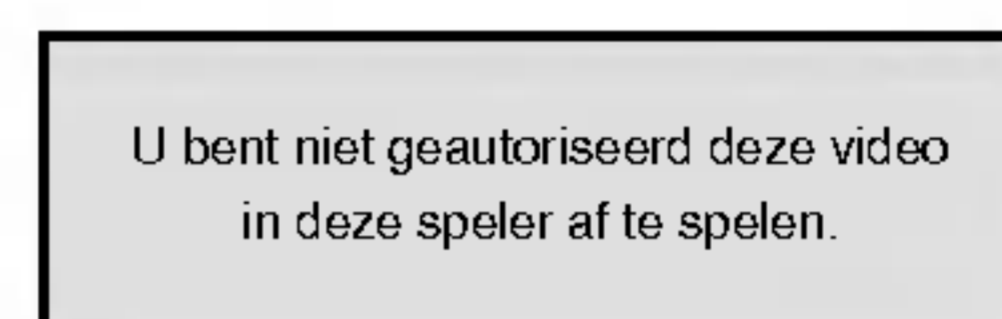 U bent niet geautoriseerd deze video
in deze speler af te spelen.